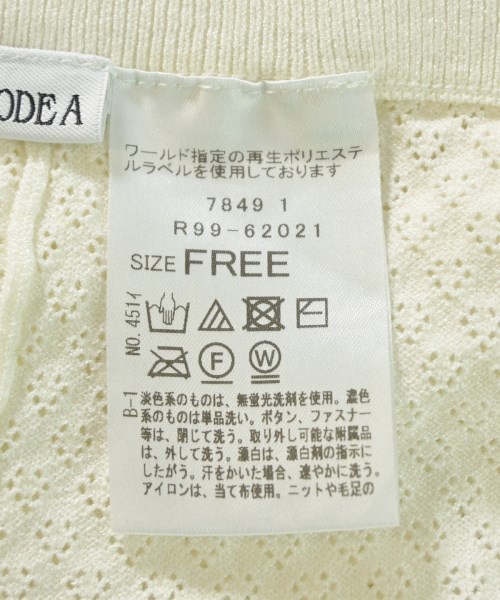 ODEA
ワールド指定の再生ポリエステ
ルラベルを使用しております
7849 1
R99-62021
SIZE FREE
NO.451イ
F W
B-1
淡色系のものは、無蛍光洗剤を使用。濃色
系のものは単品洗い。ボタン、ファスナー
等は、閉じて洗う。取り外し可能な附属品
は、外して洗う。漂白は、漂白剤の指示に
したがう。汗をかいた場合、速やかに洗う。
アイロンは、当て布使用。ニットや毛足の